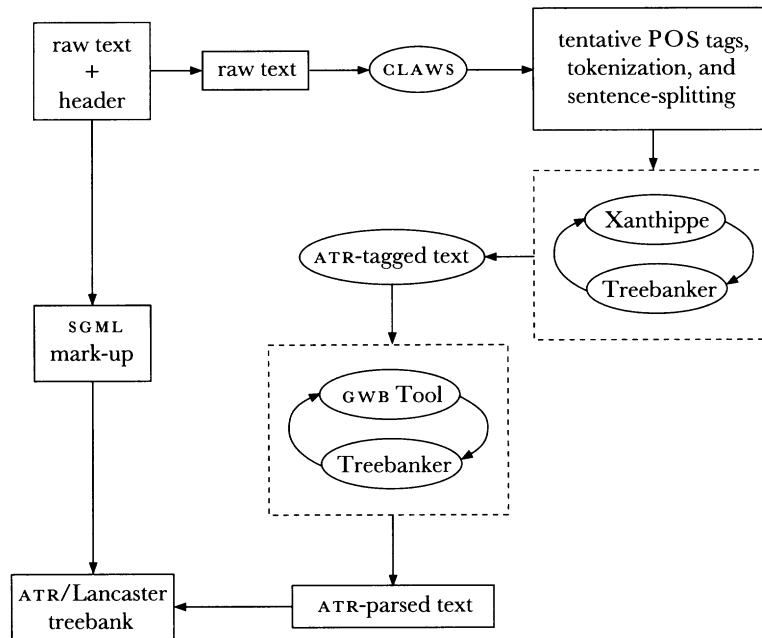 raw text
+
header
raw text
CLAWS
tentative POS tags,
tokenization, and
sentence-splitting
Xanthippe
Treebanker
ATR-tagged text
SGML
mark-up
GWB Tool
Treebanker
ATR/Lancaster
treebank
ATR-parsed text